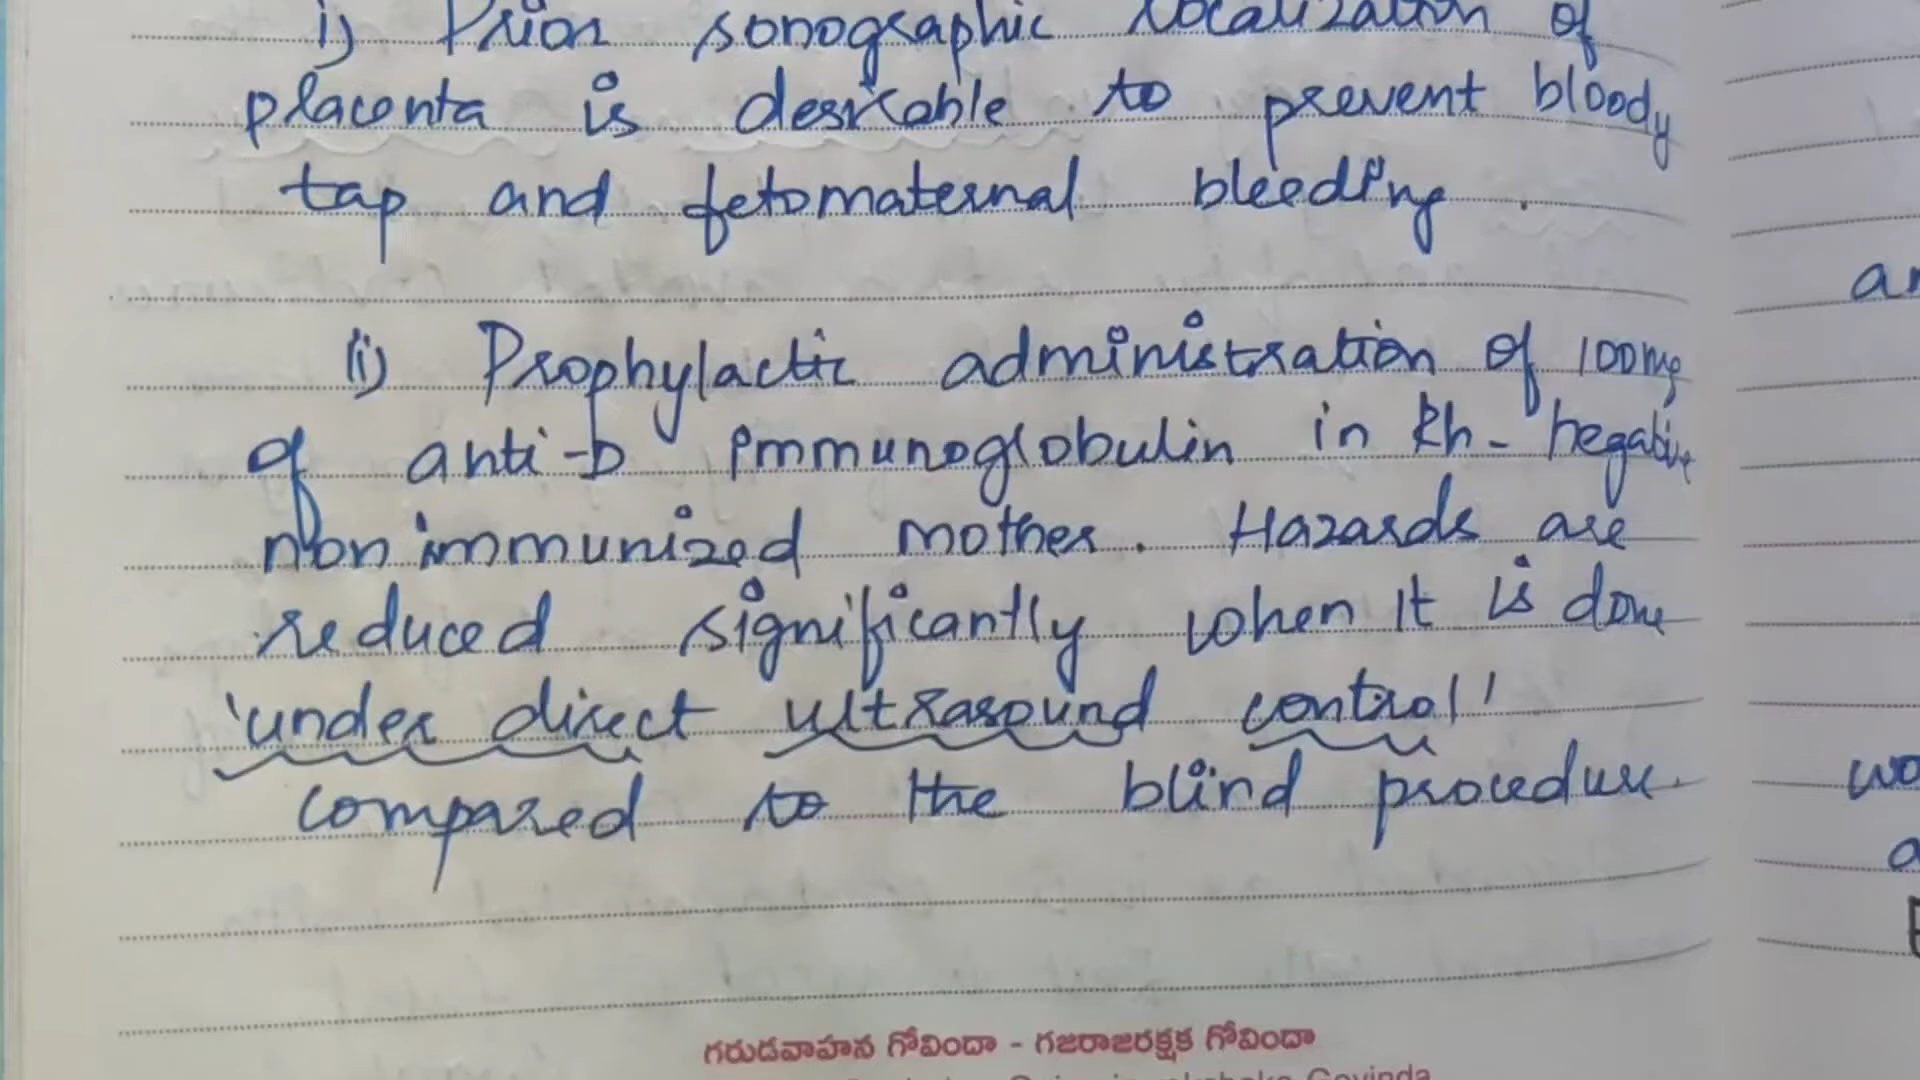 i) Prior sonographic localization of
placenta is desirable to prevent bloody
tap and fetomaternal bleeding.
(i) Prophylactic administration of 100mg
of anti-D Immunoglobulin in Rh- negative
non immunized mother. Hazards are
reduced significantly when it is done
'under direct ultrasound control'
compared to the blind procedure.
గరుడవాహన గోవిందా - గజరాజరక్షక గోవిందా
Govinda